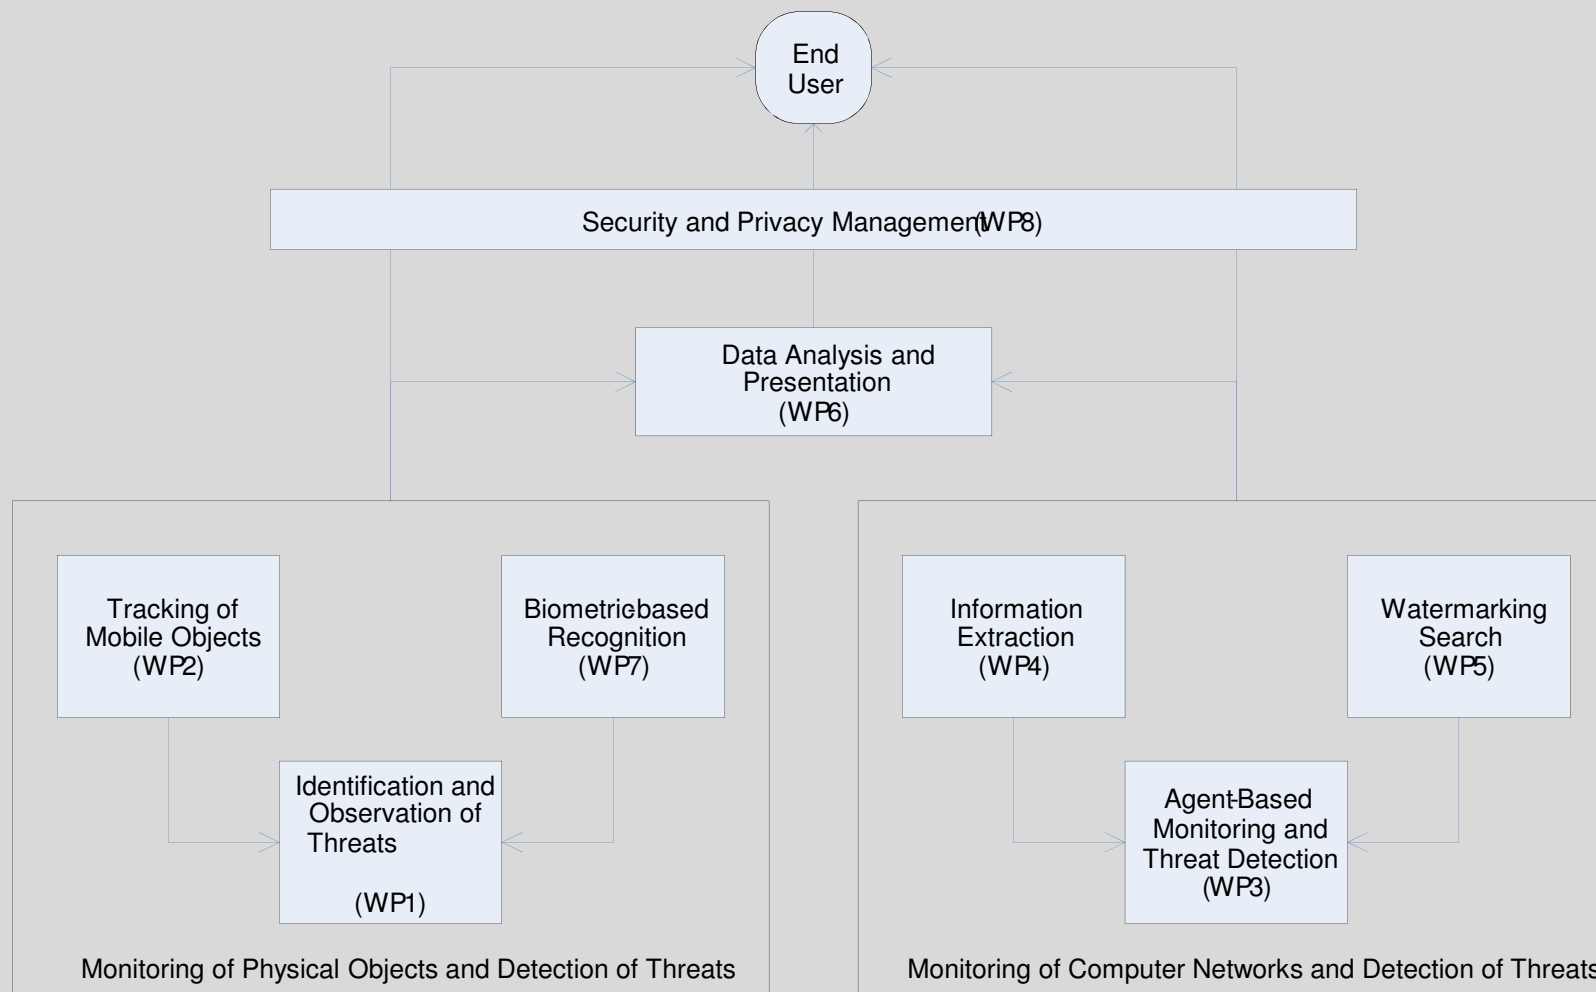 End
User
Security and Privacy Management(WP8)
Data Analysis and
Presentation
(WP6)
Tracking of
Mobile Objects
(WP2)
Biometric-based
Recognition
(WP7)
Identification and
Observation of
Threats
(WP1)
Monitoring of Physical Objects and Detection of Threats
Information
Extraction
(WP4)
Watermarking
Search
(WP5)
Agent-Based
Monitoring and
Threat Detection
(WP3)
Monitoring of Computer Networks and Detection of Threats